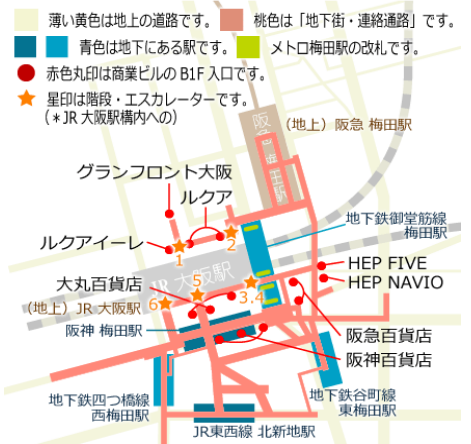 薄い黄色は地上の道路です。
桃色は「地下街・連絡通路」です。
青色は地下にある駅です。
メトロ梅田駅の改札です。
赤色丸印は商業ビルのB1F入口です。
星印は階段・エスカレーターです。
(*JR大阪駅構内への)
(地上)阪急 梅田駅
阪急梅田駅
グランフロント大阪
ルクア
地下鉄御堂筋線
梅田駅
ルクアイーレ
1
2
JR大阪駅
HEP FIVE
HEP NAVIO
大丸百貨店
5
3.4
(地上)JR 大阪駅
6
阪神 梅田駅
阪急百貨店
阪神百貨店
地下鉄四つ橋線
西梅田駅
地下鉄谷町線
東梅田駅
JR東西線 北新地駅